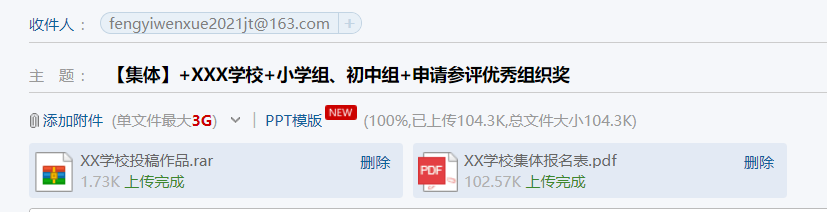 收件人： fengyiwenxue2021jt@163.com +
主 题： 【集体】+XXX学校+小学组、初中组+申请参评优秀组织奖
添加附件 (单文件最大3G) | PPT模版 NEW (100%,已上传104.3K,总文件大小104.3K)
XX学校投稿作品.rar 删除 PDF XX学校集体报名表.pdf 删除
1.73K 上传完成 102.57K 上传完成